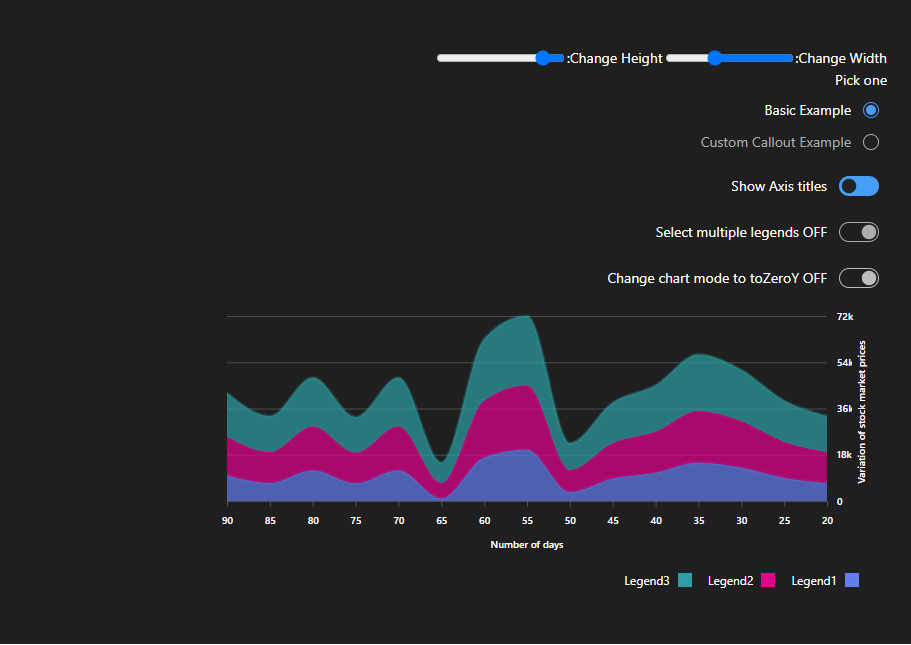 :Change Height :Change Width
Pick one
Basic Example
Custom Callout Example
Show Axis titles
Select multiple legends OFF
Change chart mode to toZeroY OFF
72k
54k
36k
18k
0
Variation of stock market prices
90 85 80 75 70 65 60 55 50 45 40 35 30 25 20
Number of days
Legend3 Legend2 Legend1